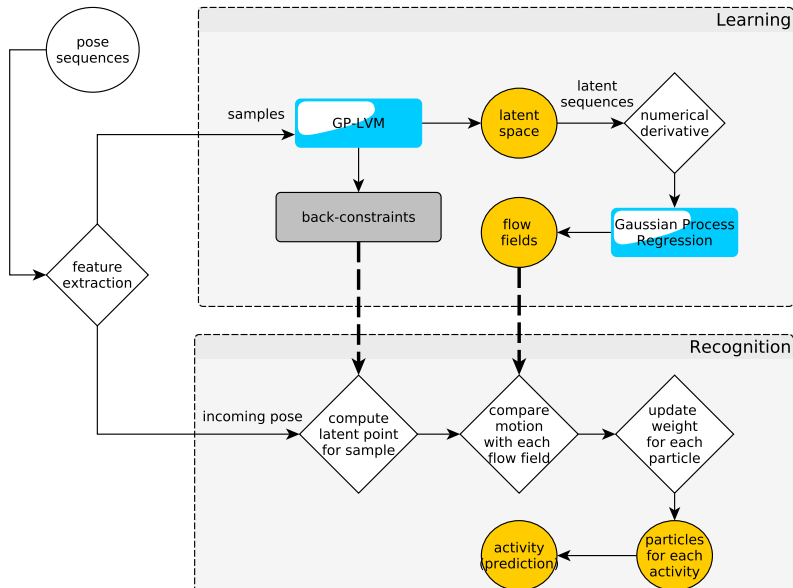 Learning
pose
sequences
samples
GP-LVM
latent
space
latent
sequences
numerical
derivative
back-constraints
flow
fields
Gaussian Process
Regression
feature
extraction
Recognition
incoming pose
compute
latent point
for sample
compare
motion
with each
flow field
update
weight
for each
particle
activity
(prediction)
particles
for each
activity